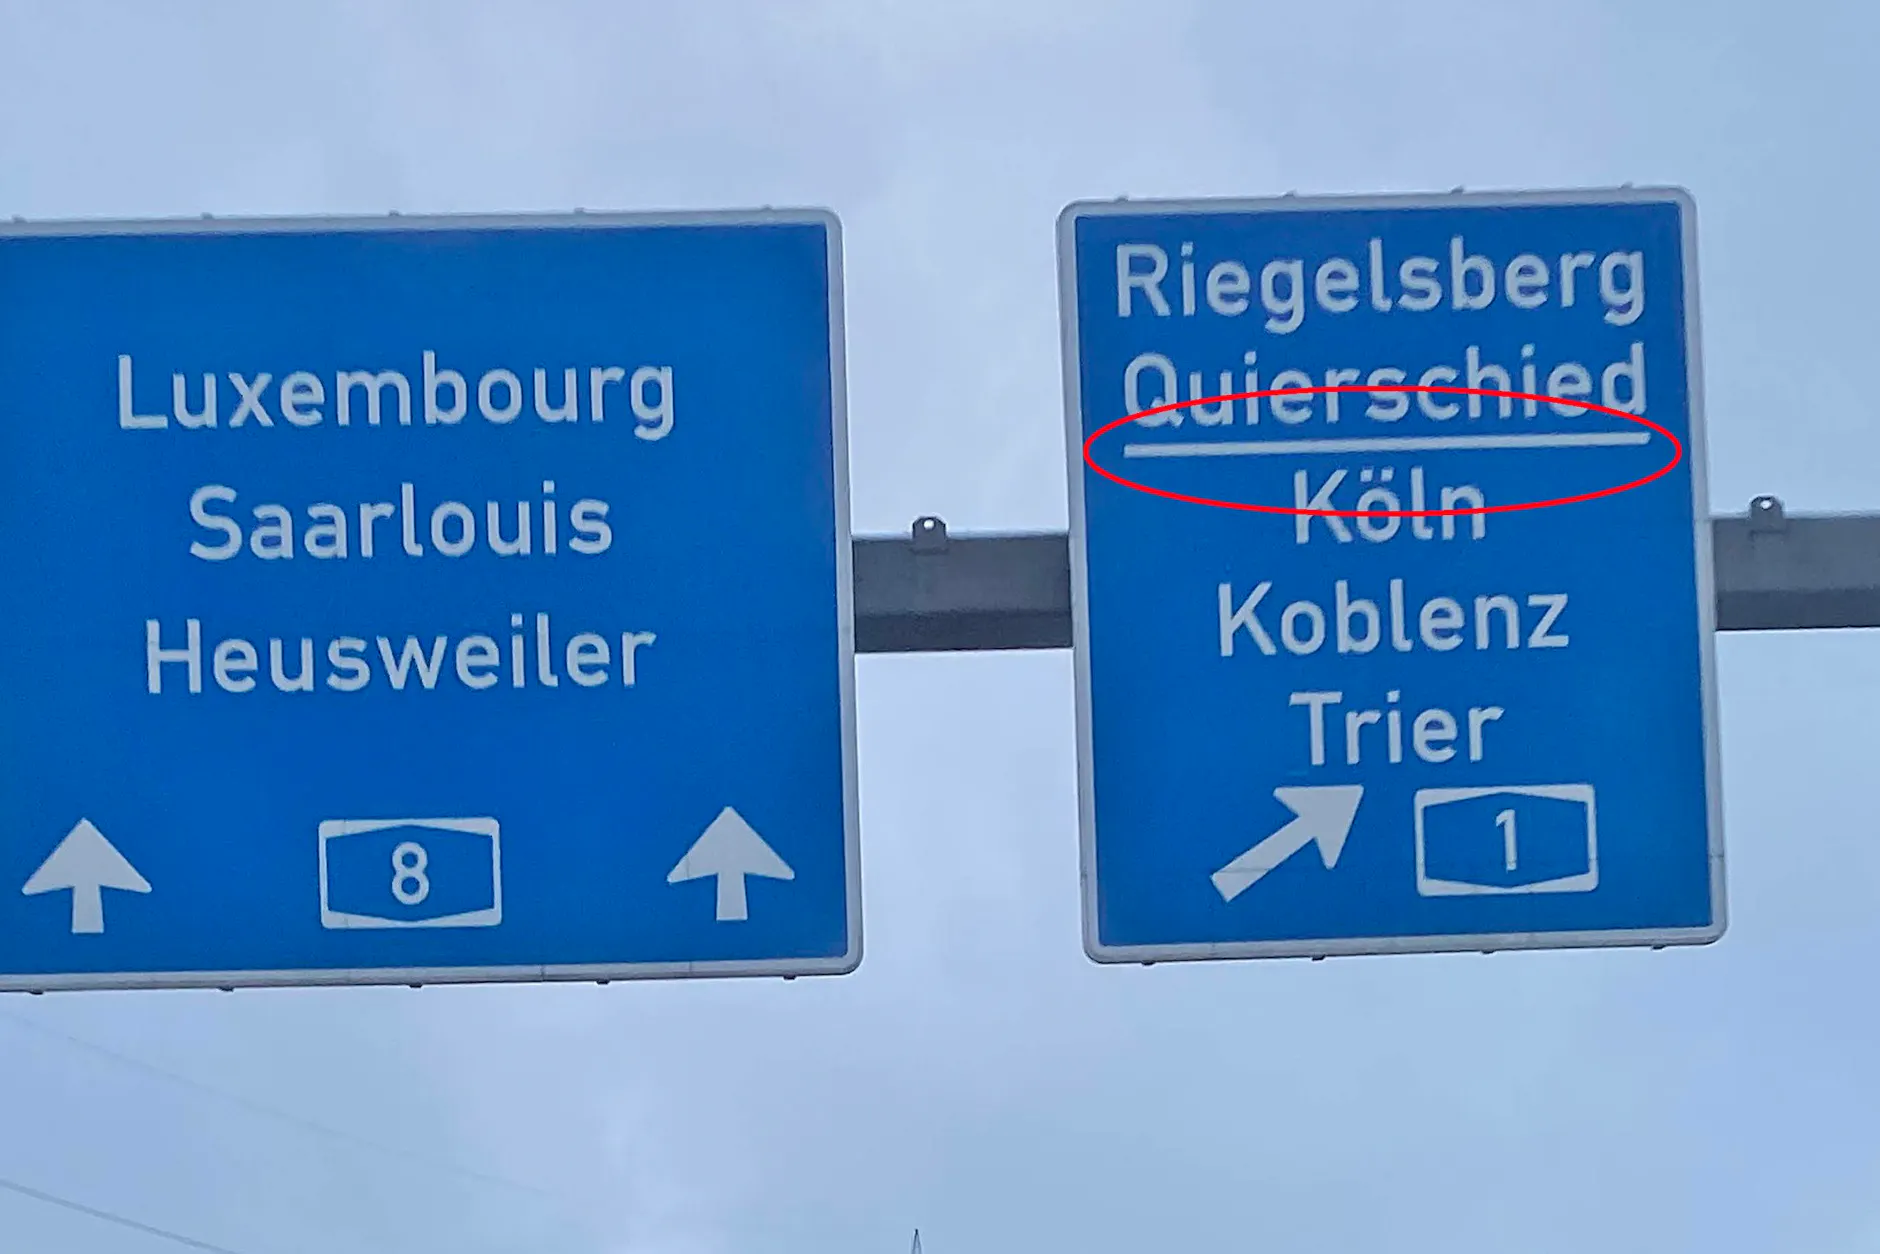 Luxembourg
Saarlouis
Heusweiler
8
Riegelsberg
Quierschied
Köln
Koblenz
Trier
1